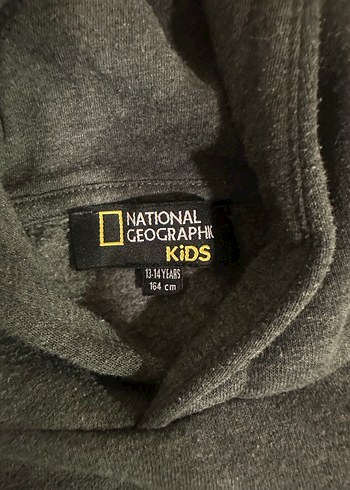 NATIONAL
GEOGRAPHIC
KiDS
13-14 YEARS
164 cm